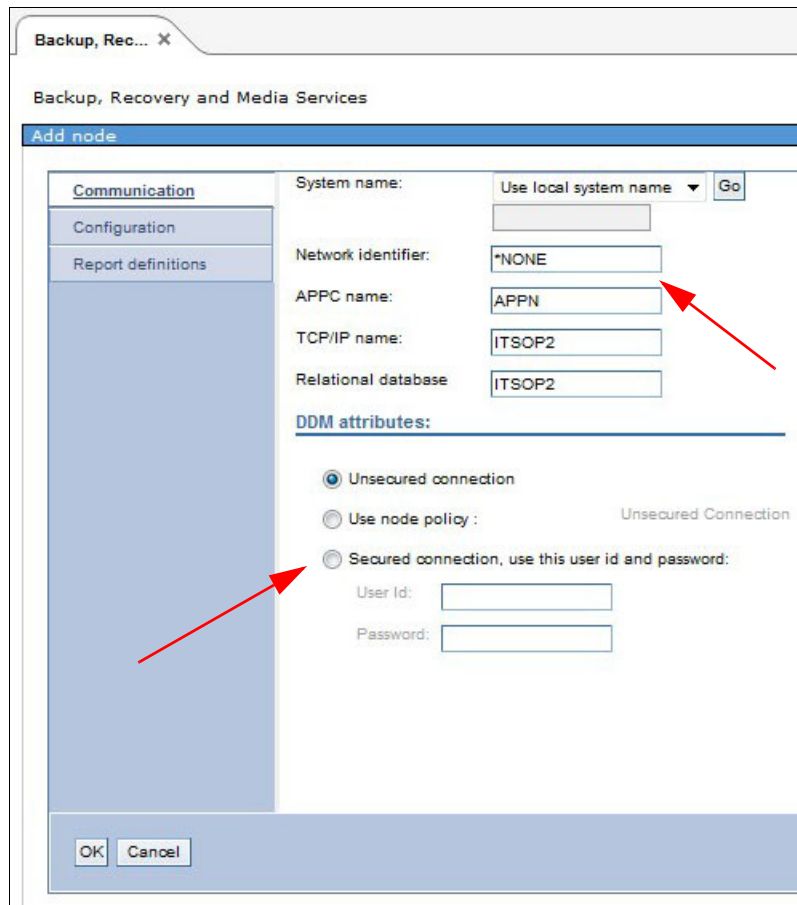 Backup, Rec... ×
Backup, Recovery and Media Services
Add node
Communication
Configuration
Report definitions
System name: Use local system name Go
Network identifier: *NONE
APPC name: APPN
TCP/IP name: ITSOP2
Relational database ITSOP2
DDM attributes:
Unsecured connection
Use node policy : Unsecured Connection
Secured connection, use this user id and password:
User Id:
Password:
OK Cancel